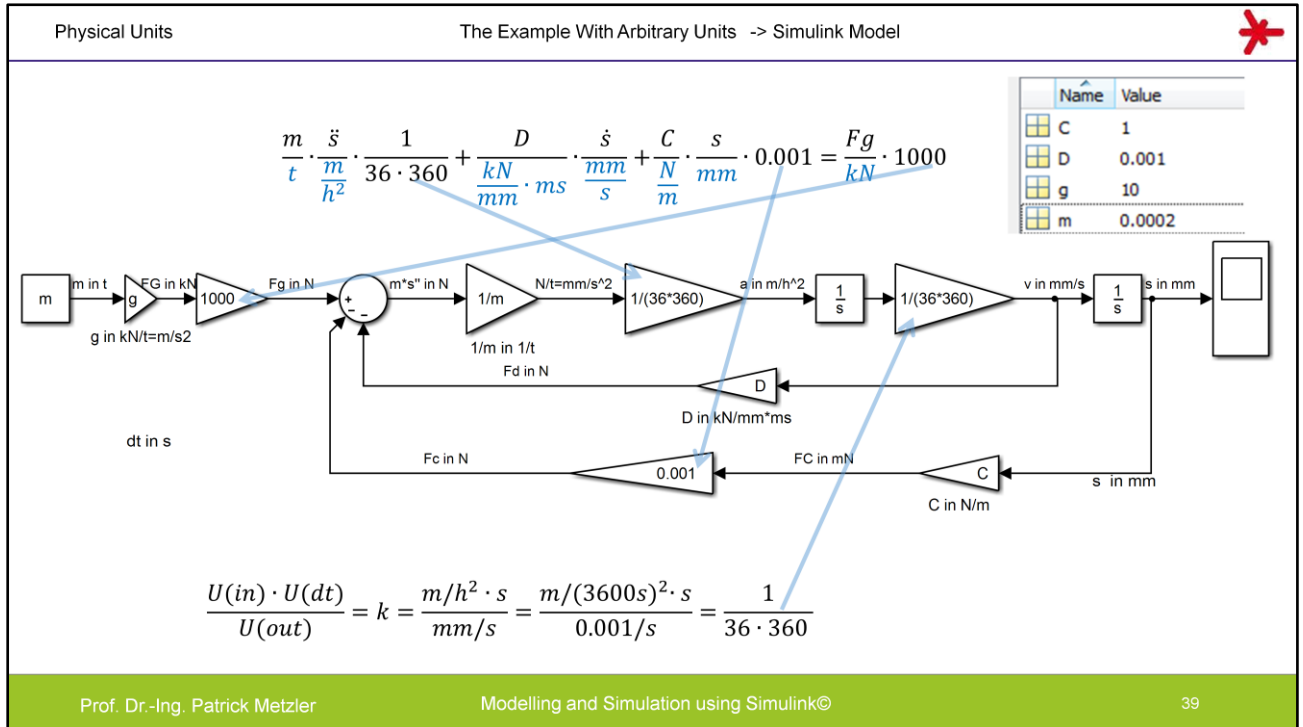 Physical Units The Example With Arbitrary Units -> Simulink Model
Name Value
C 1
D 0.001
g 10
m 0.0002
m/t · s̈/(m/h²) · 1/(36 · 360) + D/(kN/mm · ms) · ṡ/(mm/s) + C/(N/m) · s/mm · 0.001 = Fg/kN · 1000
m
m in t
g
g in kN/t=m/s2
FG in kN
1000
Fg in N
+
-
-
m*s" in N
1/m
1/m in 1/t
N/t=mm/s^2
1/(36*360)
a in m/h^2
1/s
1/(36*360)
v in mm/s
1/s
s in mm
Fd in N
D
D in kN/mm*ms
dt in s
Fc in N
0.001
FC in mN
C
C in N/m
s in mm
U(in) · U(dt)/U(out) = k = (m/h² · s)/(mm/s) = (m/(3600s)² · s)/(0.001/s) = 1/(36 · 360)
Prof. Dr.-Ing. Patrick Metzler Modelling and Simulation using Simulink© 39